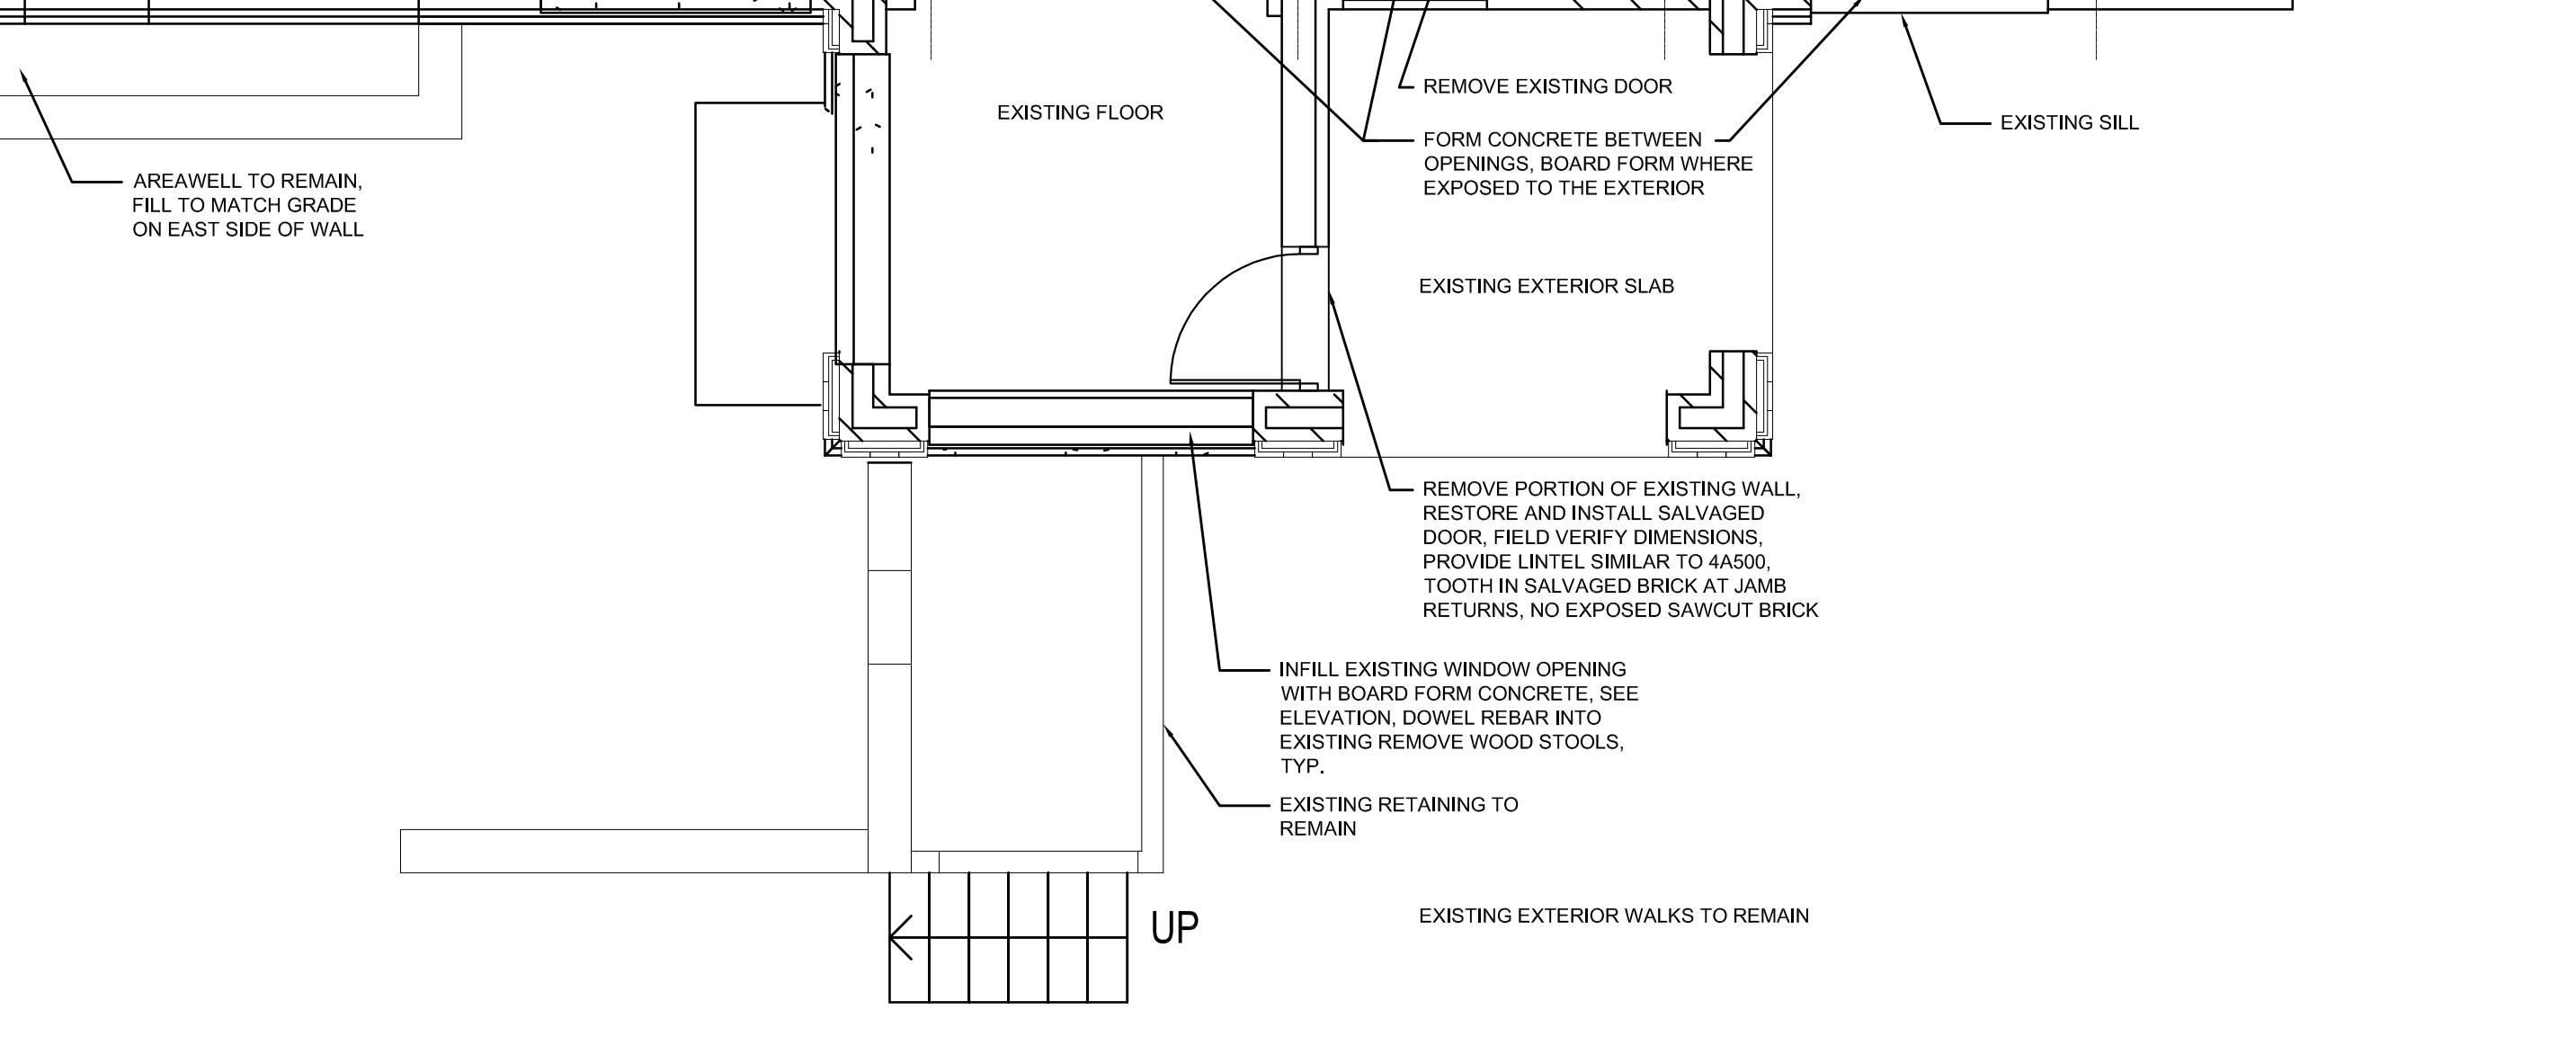 REMOVE EXISTING DOOR
EXISTING FLOOR
EXISTING SILL
FORM CONCRETE BETWEEN
OPENINGS, BOARD FORM WHERE
EXPOSED TO THE EXTERIOR
AREAWELL TO REMAIN,
FILL TO MATCH GRADE
ON EAST SIDE OF WALL
EXISTING EXTERIOR SLAB
REMOVE PORTION OF EXISTING WALL,
RESTORE AND INSTALL SALVAGED
DOOR, FIELD VERIFY DIMENSIONS,
PROVIDE LINTEL SIMILAR TO 4A500,
TOOTH IN SALVAGED BRICK AT JAMB
RETURNS, NO EXPOSED SAWCUT BRICK
INFILL EXISTING WINDOW OPENING
WITH BOARD FORM CONCRETE, SEE
ELEVATION, DOWEL REBAR INTO
EXISTING REMOVE WOOD STOOLS,
TYP.
EXISTING RETAINING TO
REMAIN
UP
EXISTING EXTERIOR WALKS TO REMAIN